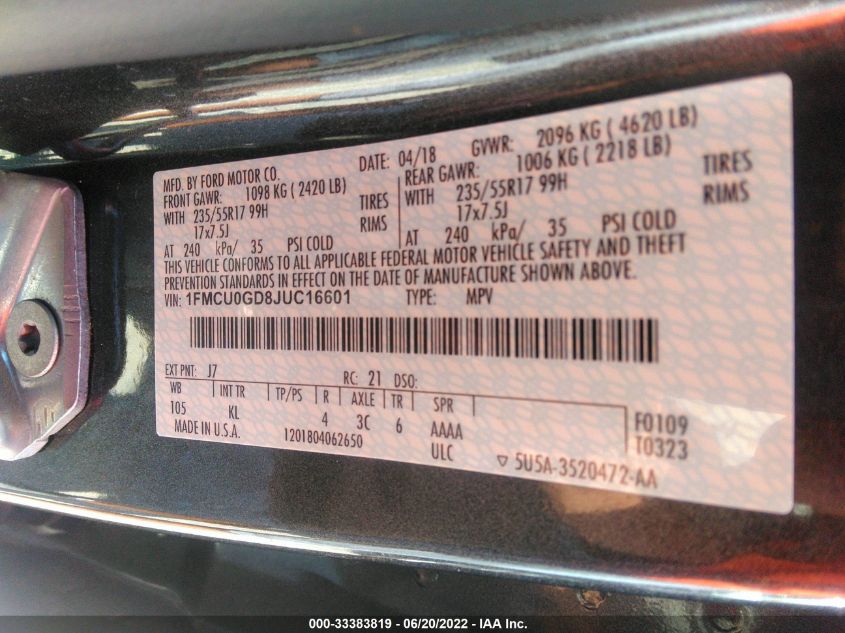 MFD. BY FORD MOTOR CO. DATE: 04/18 GVWR: 2096 KG ( 4620 LB)
FRONT GAWR: 1098 KG ( 2420 LB) REAR GAWR: 1006 KG ( 2218 LB)
WITH 235/55R17 99H TIRES WITH 235/55R17 99H TIRES
17x7.5J RIMS 17x7.5J RIMS
AT 240 kPa/ 35 PSI COLD AT 240 kPa/ 35 PSI COLD
THIS VEHICLE CONFORMS TO ALL APPLICABLE FEDERAL MOTOR VEHICLE SAFETY AND THEFT
PREVENTION STANDARDS IN EFFECT ON THE DATE OF MANUFACTURE SHOWN ABOVE.
VIN: 1FMCU0GD8JUC16601 TYPE: MPV
EXT PNT: J7 RC: 21 DSO:
WB INT TR TP/PS R AXLE TR SPR
105 KL 4 3C 6 AAAA F0109
MADE IN U.S.A. 1201804062650 ULC T0323
▽ 5U5A-3520472-AA
000-33383819 - 06/20/2022 - IAA Inc.